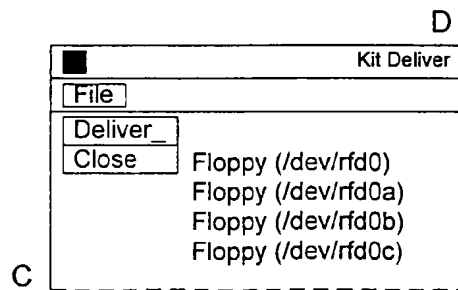 D
Kit Deliver
File
Deliver_
Close
Floppy (/dev/rfd0)
Floppy (/dev/rfd0a)
Floppy (/dev/rfd0b)
Floppy (/dev/rfd0c)
C